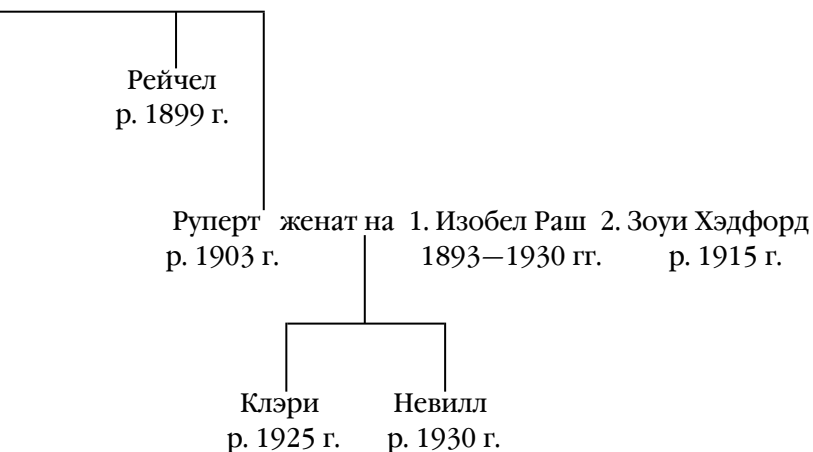 Рейчел
р. 1899 г.
Руперт женат на 1. Изобел Раш 2. Зоуи Хэдфорд
р. 1903 г. 1893—1930 гг. р. 1915 г.
Клэри Невилл
р. 1925 г. р. 1930 г.